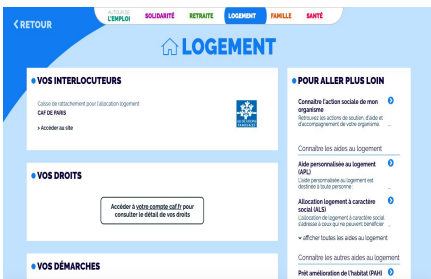 RETOUR
AUTOUR DE
L'EMPLOI
SOLIDARITÉ
RETRAITE
LOGEMENT
FAMILLE
SANTÉ
LOGEMENT
VOS INTERLOCUTEURS
Caisse de rattachement pour l'allocation logement
CAF DE PARIS
> Accéder au site
ALLOCATIONS
FAMILIALES
VOS DROITS
Accéder à votre compte caf.fr pour
consulter le détail de vos droits
VOS DÉMARCHES
POUR ALLER PLUS LOIN
Connaître l'action sociale de mon
organisme
Retrouvez les actions de soutien, d'aide et
d'accompagnement de votre organisme. ...
Connaître les aides au logement
Aide personnalisée au logement
(APL)
L'aide personnalisée au logement est
destinée à toute personne : ...
Allocation logement à caractère
social (ALS)
L'allocation de logement à caractère social
s'adresse à ceux qui ne peuvent bénéficier ...
afficher toutes les aides au logement
Connaître les autres aides au logement
Prêt amélioration de l'habitat (PAH)